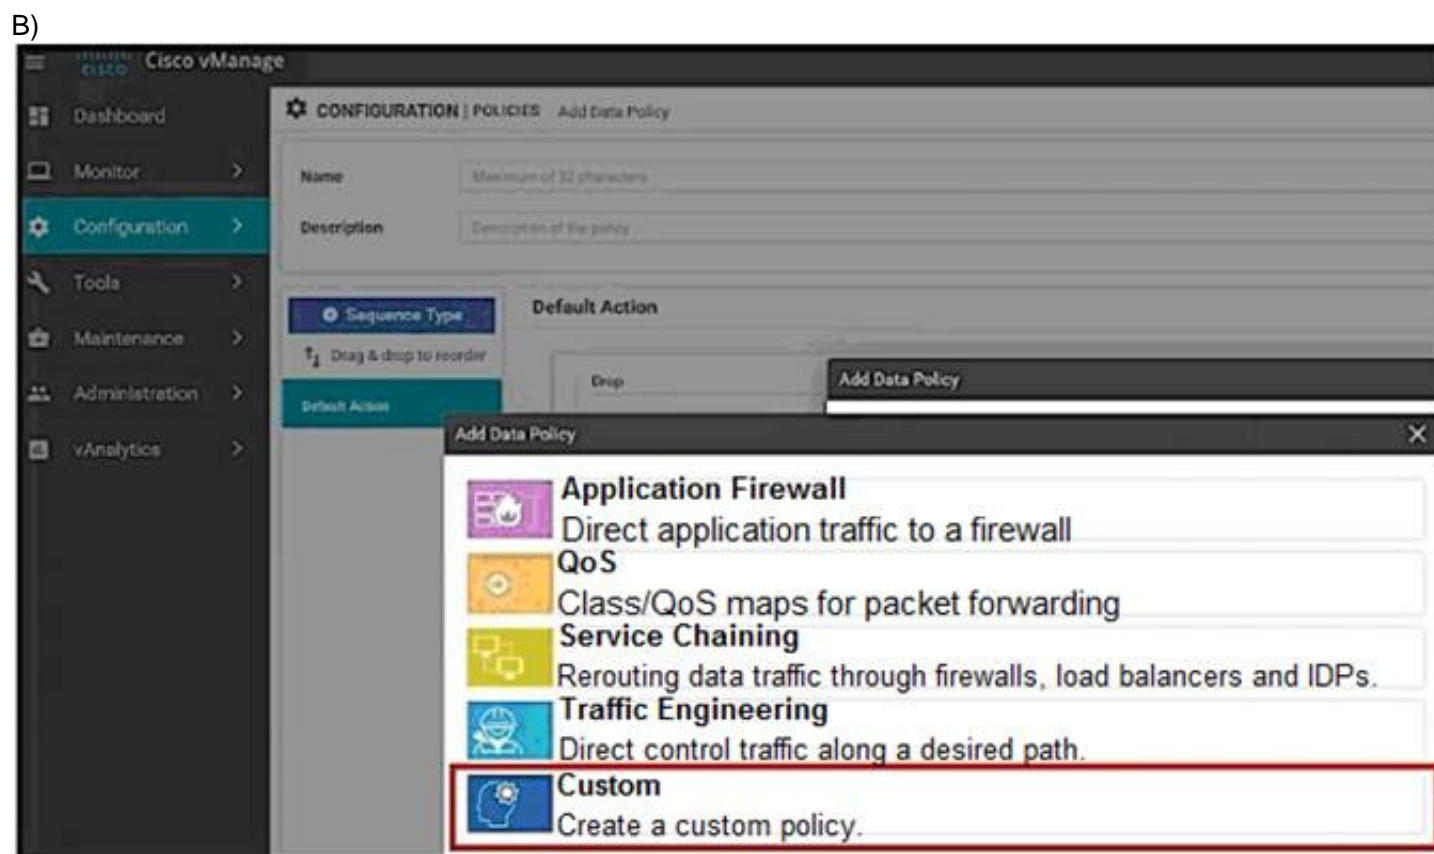 B)
CISCO Cisco vManage
Dashboard
CONFIGURATION | POLICIES Add Data Policy
Monitor
Name Maximum of 32 characters
Configuration
Description Description of the policy
Tools
Sequence Type
Default Action
Maintenance
Drag & drop to reorder
Drop
Add Data Policy
Administration
Default Action
Add Data Policy
vAnalytics
Application Firewall
Direct application traffic to a firewall
QoS
Class/QoS maps for packet forwarding
Service Chaining
Rerouting data traffic through firewalls, load balancers and IDPs.
Traffic Engineering
Direct control traffic along a desired path.
Custom
Create a custom policy.